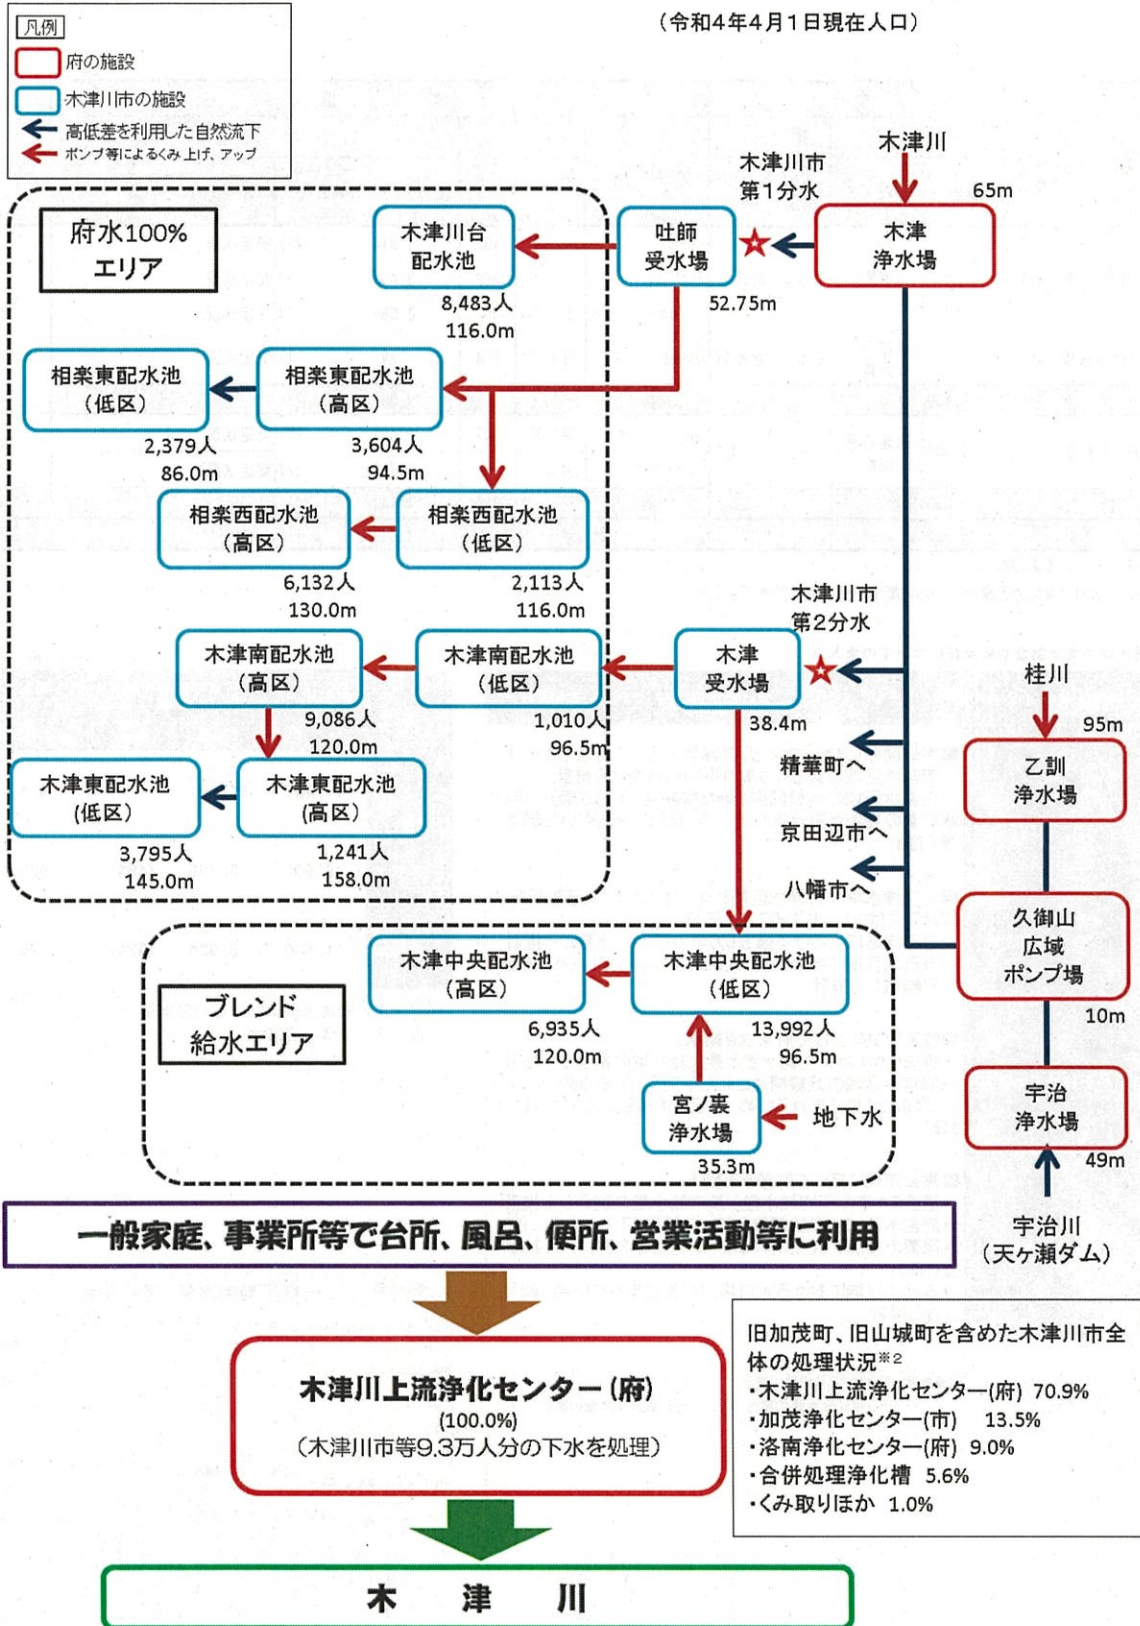 (令和4年4月1日現在人口)
凡例
府の施設
木津川市の施設
高低差を利用した自然流下
ポンプ等によるくみ上げ、アップ
木津川
木津川市
第1分水
65m
府水100%
エリア
木津川台
配水池
8,483人
116.0m
吐師
受水場
52.75m
木津
浄水場
相楽東配水池
(低区)
2,379人
86.0m
相楽東配水池
(高区)
3,604人
94.5m
相楽西配水池
(高区)
6,132人
130.0m
相楽西配水池
(低区)
2,113人
116.0m
木津川市
第2分水
木津南配水池
(高区)
9,086人
120.0m
木津南配水池
(低区)
1,010人
96.5m
木津
受水場
38.4m
木津東配水池
(低区)
3,795人
145.0m
木津東配水池
(高区)
1,241人
158.0m
精華町へ
京田辺市へ
八幡市へ
桂川
95m
乙訓
浄水場
久御山
広域
ポンプ場
10m
宇治
浄水場
49m
宇治川
(天ヶ瀬ダム)
ブレンド
給水エリア
木津中央配水池
(高区)
6,935人
120.0m
木津中央配水池
(低区)
13,992人
96.5m
宮ノ裏
浄水場
35.3m
地下水
一般家庭、事業所等で台所、風呂、便所、営業活動等に利用
木津川上流浄化センター(府)
(100.0%)
(木津川市等9.3万人分の下水を処理)
旧加茂町、旧山城町を含めた木津川市全
体の処理状況※2
・木津川上流浄化センター(府) 70.9%
・加茂浄化センター(市) 13.5%
・洛南浄化センター(府) 9.0%
・合併処理浄化槽 5.6%
・くみ取りほか 1.0%
木 津 川